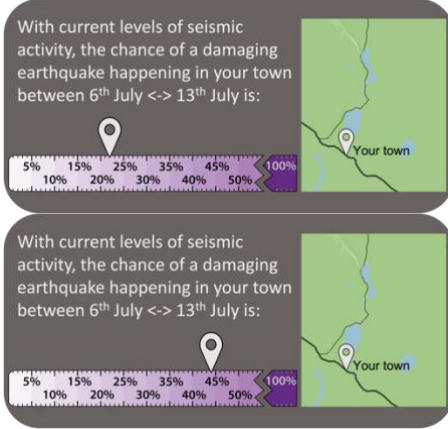 With current levels of seismic
activity, the chance of a damaging
earthquake happening in your town
between 6th July <-> 13th July is:
5% 15% 25% 35% 45% 100%
10% 20% 30% 40% 50%
Your town
With current levels of seismic
activity, the chance of a damaging
earthquake happening in your town
between 6th July <-> 13th July is:
5% 15% 25% 35% 45% 100%
10% 20% 30% 40% 50%
Your town